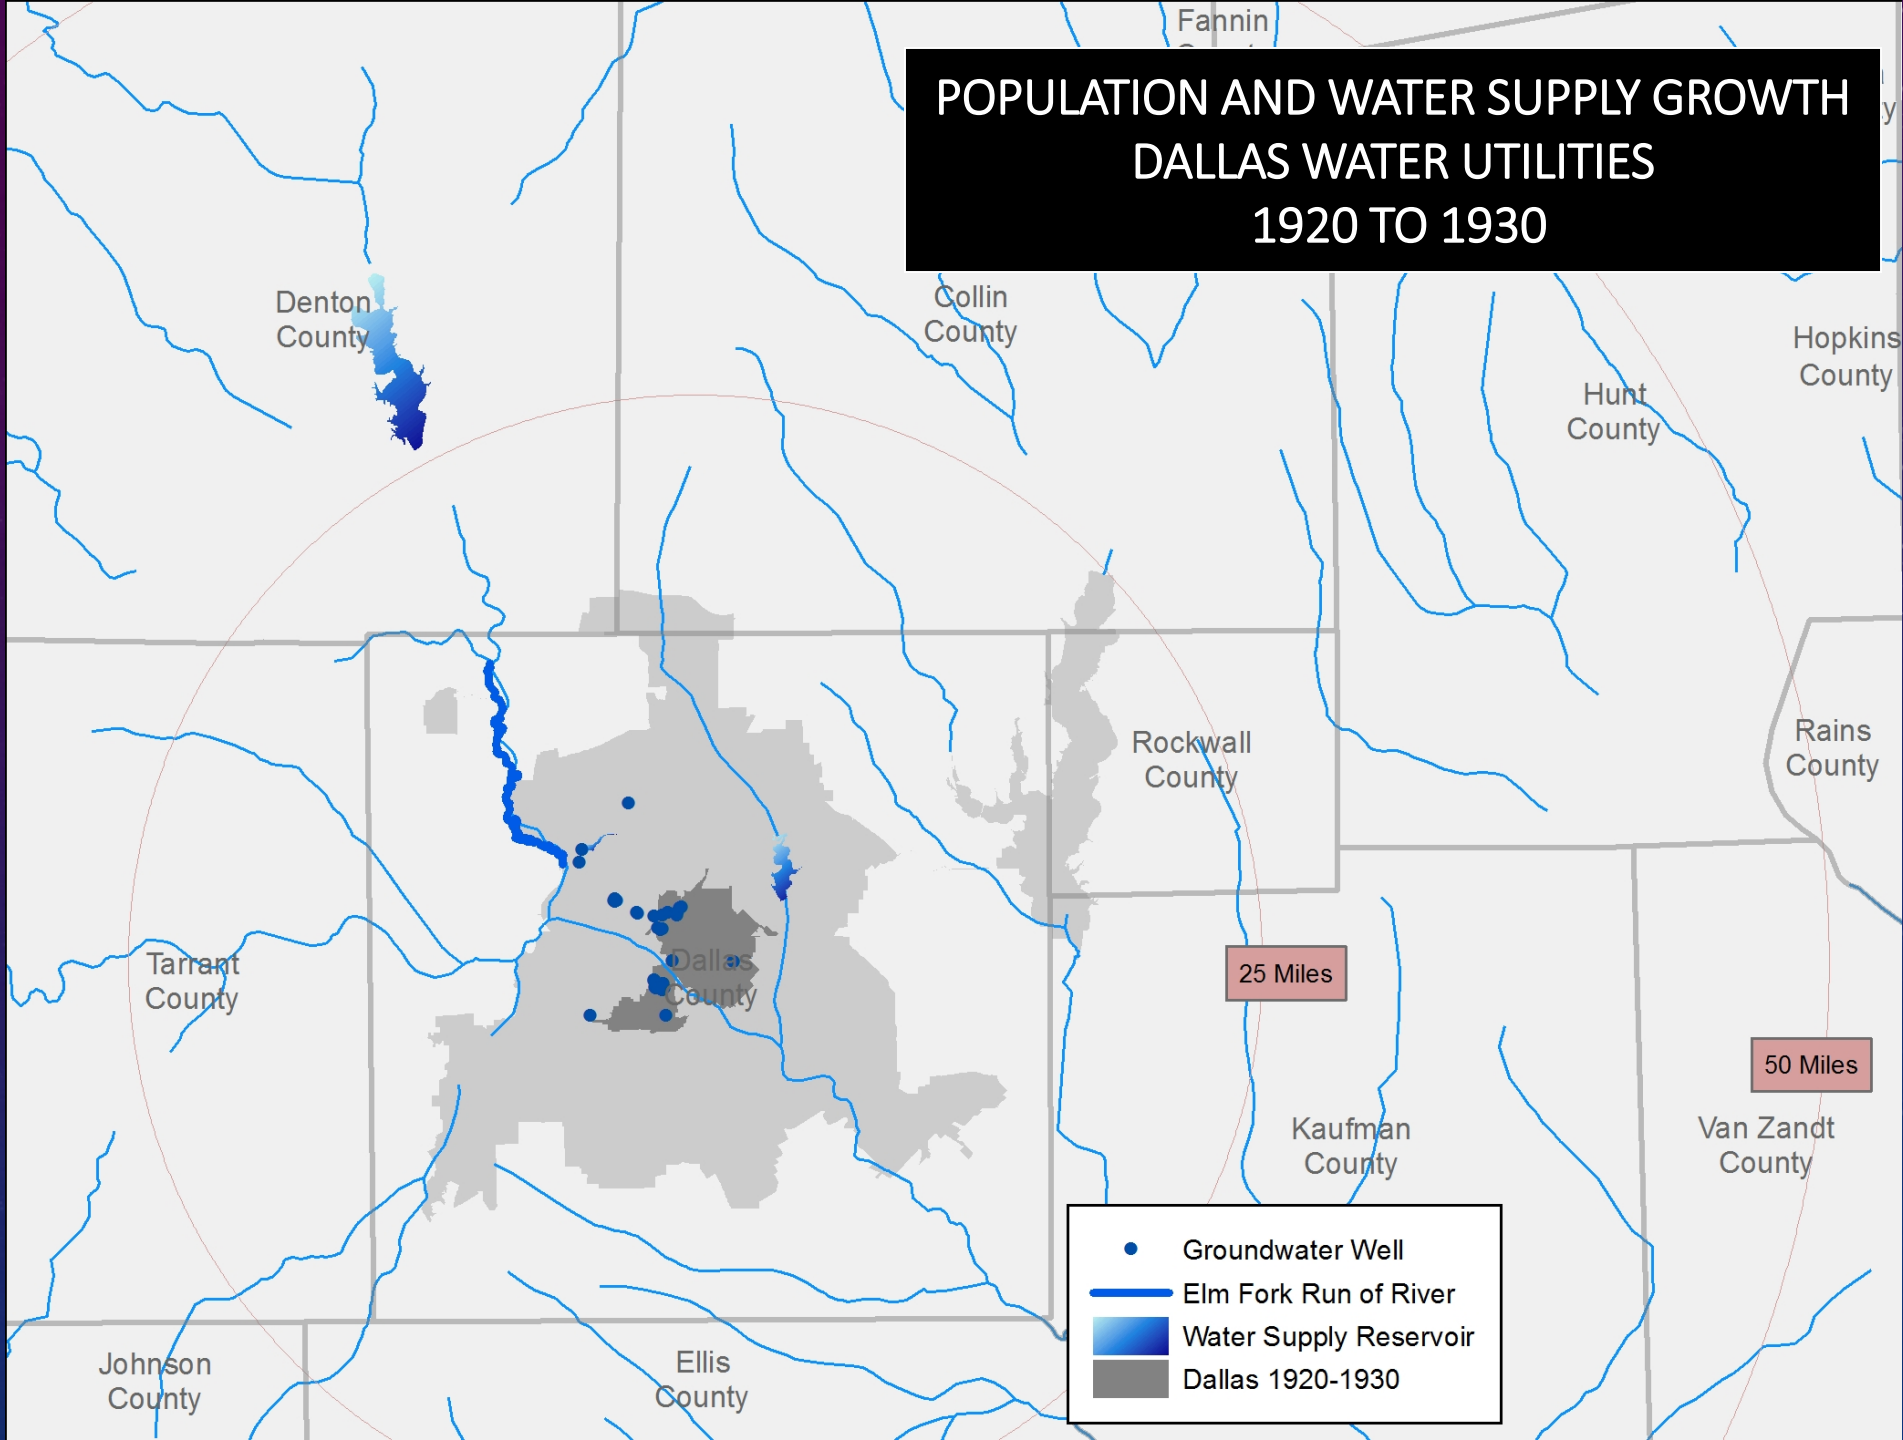 Fannin
POPULATION AND WATER SUPPLY GROWTH
DALLAS WATER UTILITIES
1920 TO 1930
Denton
County
Collin
County
Hopkins
County
Hunt
County
Rockwall
County
Rains
County
Tarrant
County
Dallas
County
25 Miles
50 Miles
Kaufman
County
Van Zandt
County
Groundwater Well
Elm Fork Run of River
Water Supply Reservoir
Dallas 1920-1930
Johnson
County
Ellis
County